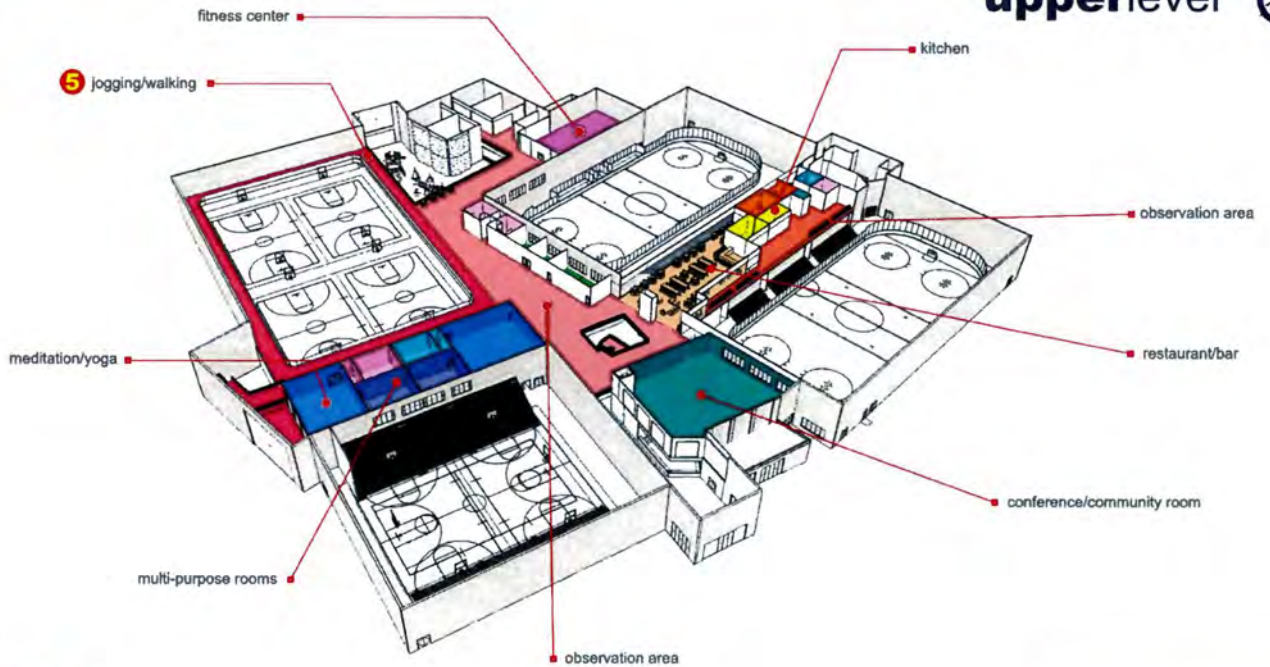 upperlevel
fitness center
kitchen
5 jogging/walking
observation area
meditation/yoga
restaurant/bar
conference/community room
multi-purpose rooms
observation area